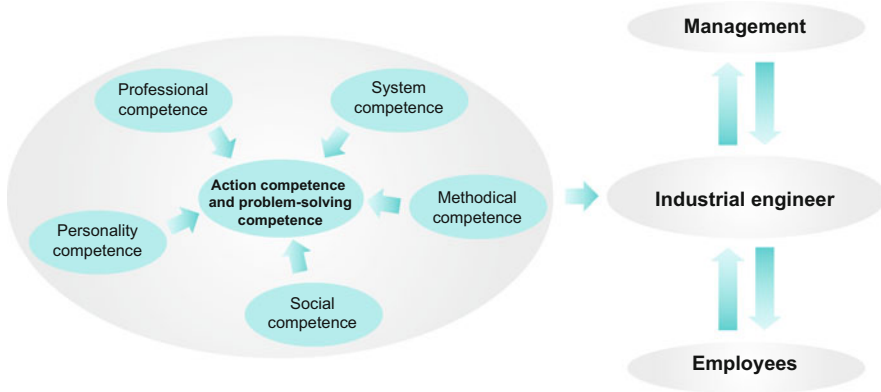 Professional
competence
System
competence
Action competence
and problem-solving
competence
Methodical
competence
Personality
competence
Social
competence
Management
Industrial engineer
Employees